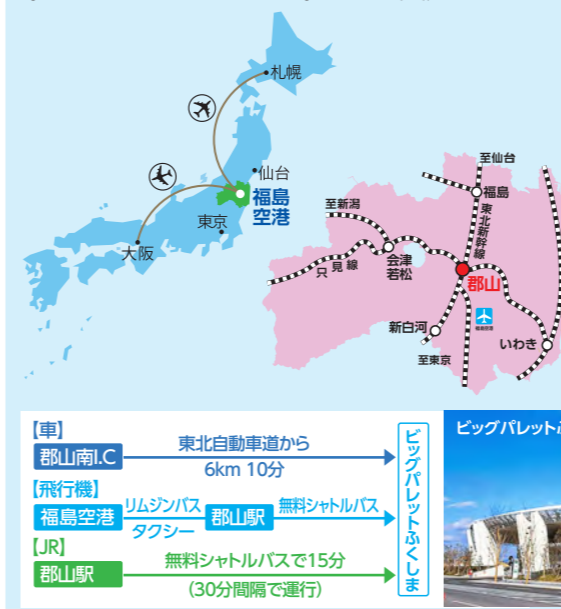 札幌
仙台
福島
空港
東京
大阪
至仙台
福島
至新潟
東北新幹線
会津
若松
只見線
郡山
新白河
いわき
至東京
【車】
郡山南I.C
東北自動車道から
6km 10分
【飛行機】
福島空港
リムジンバス
タクシー
郡山駅
無料シャトルバス
【JR】
郡山駅
無料シャトルバスで15分
(30分間隔で運行)
ビッグパレットふくしま
ビッグパレットふ